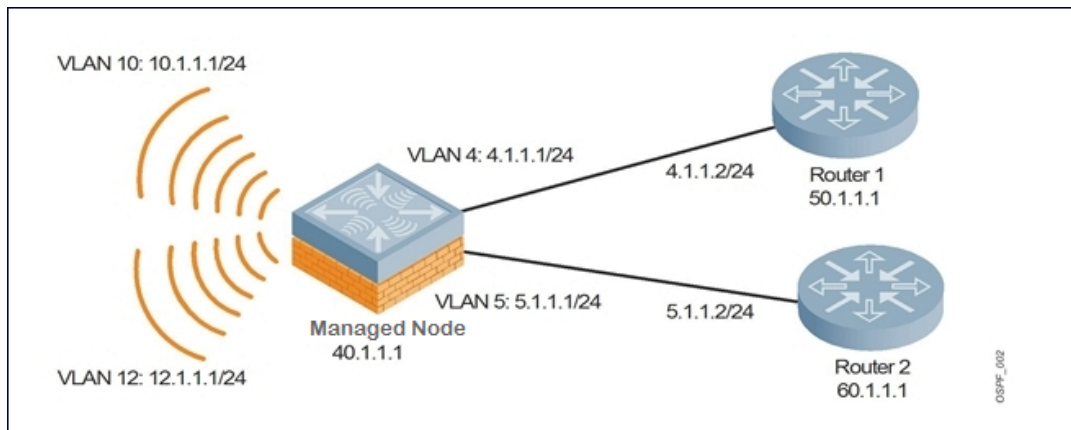 VLAN 10: 10.1.1.1/24
VLAN 4: 4.1.1.1/24
4.1.1.2/24
Router 1
50.1.1.1
VLAN 5: 5.1.1.1/24
5.1.1.2/24
Managed Node
40.1.1.1
VLAN 12: 12.1.1.1/24
Router 2
60.1.1.1
OSPF_002